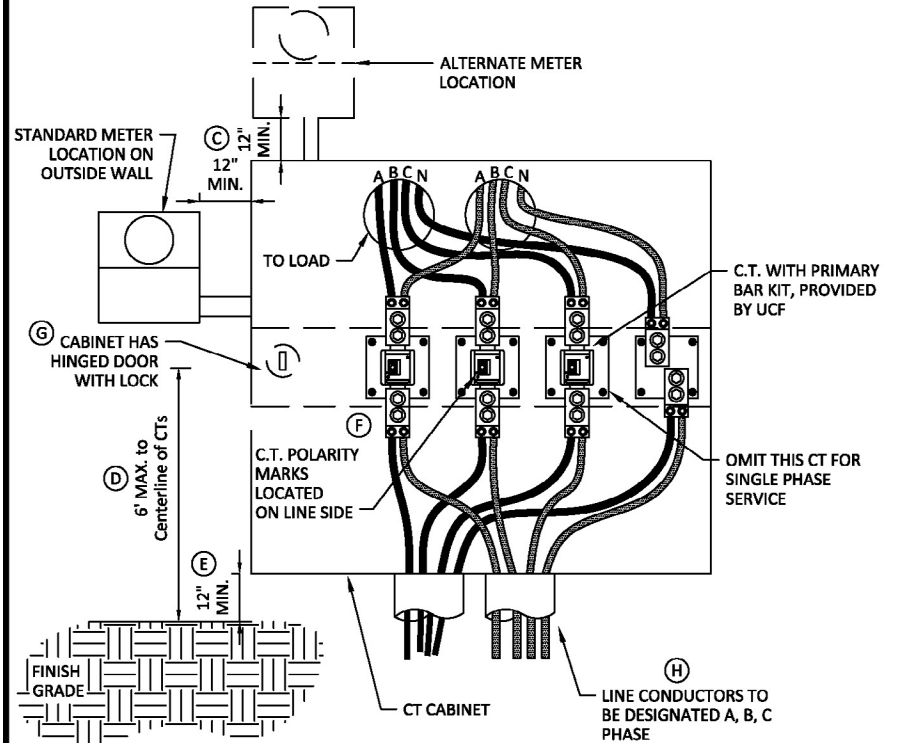 ALTERNATE METER
LOCATION
STANDARD METER
LOCATION ON
OUTSIDE WALL
C
12"
MIN.
12"
MIN.
A B C N
A B C N
TO LOAD
C.T. WITH PRIMARY
BAR KIT, PROVIDED
BY UCF
G
CABINET HAS
HINGED DOOR
WITH LOCK
F
C.T. POLARITY
MARKS
LOCATED
ON LINE SIDE
D
6' MAX. to
Centerline of CTs
OMIT THIS CT FOR
SINGLE PHASE
SERVICE
E
12"
MIN.
FINISH
GRADE
CT CABINET
H
LINE CONDUCTORS TO
BE DESIGNATED A, B, C
PHASE